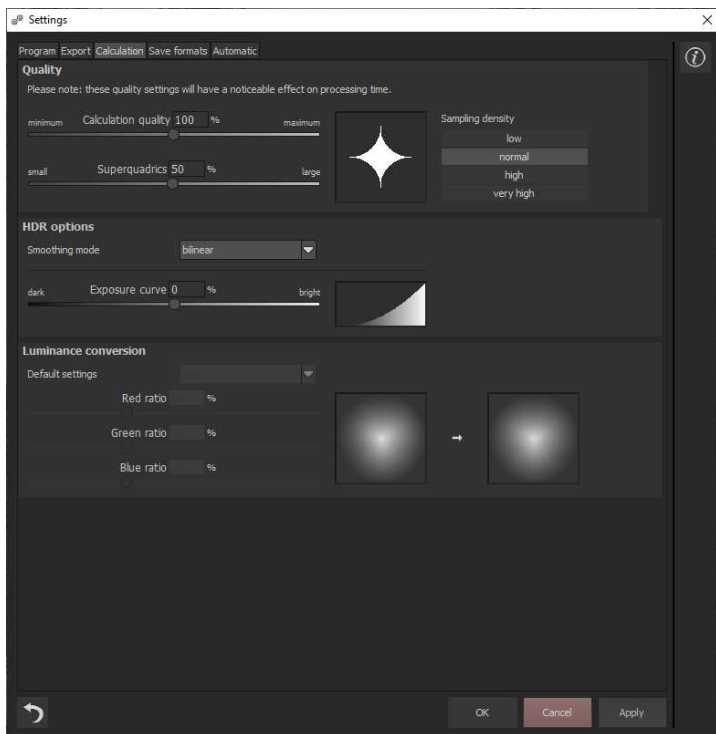 Settings
Program Export Calculation Save formats Automatic
Quality
Please note: these quality settings will have a noticeable effect on processing time.
minimum Calculation quality 100 % maximum
small Superquadrics 50 % large
Sampling density
low
normal
high
very high
HDR options
Smoothing mode bilinear
dark Exposure curve 0 % bright
Luminance conversion
Default settings
Red ratio %
Green ratio %
Blue ratio %
OK Cancel Apply